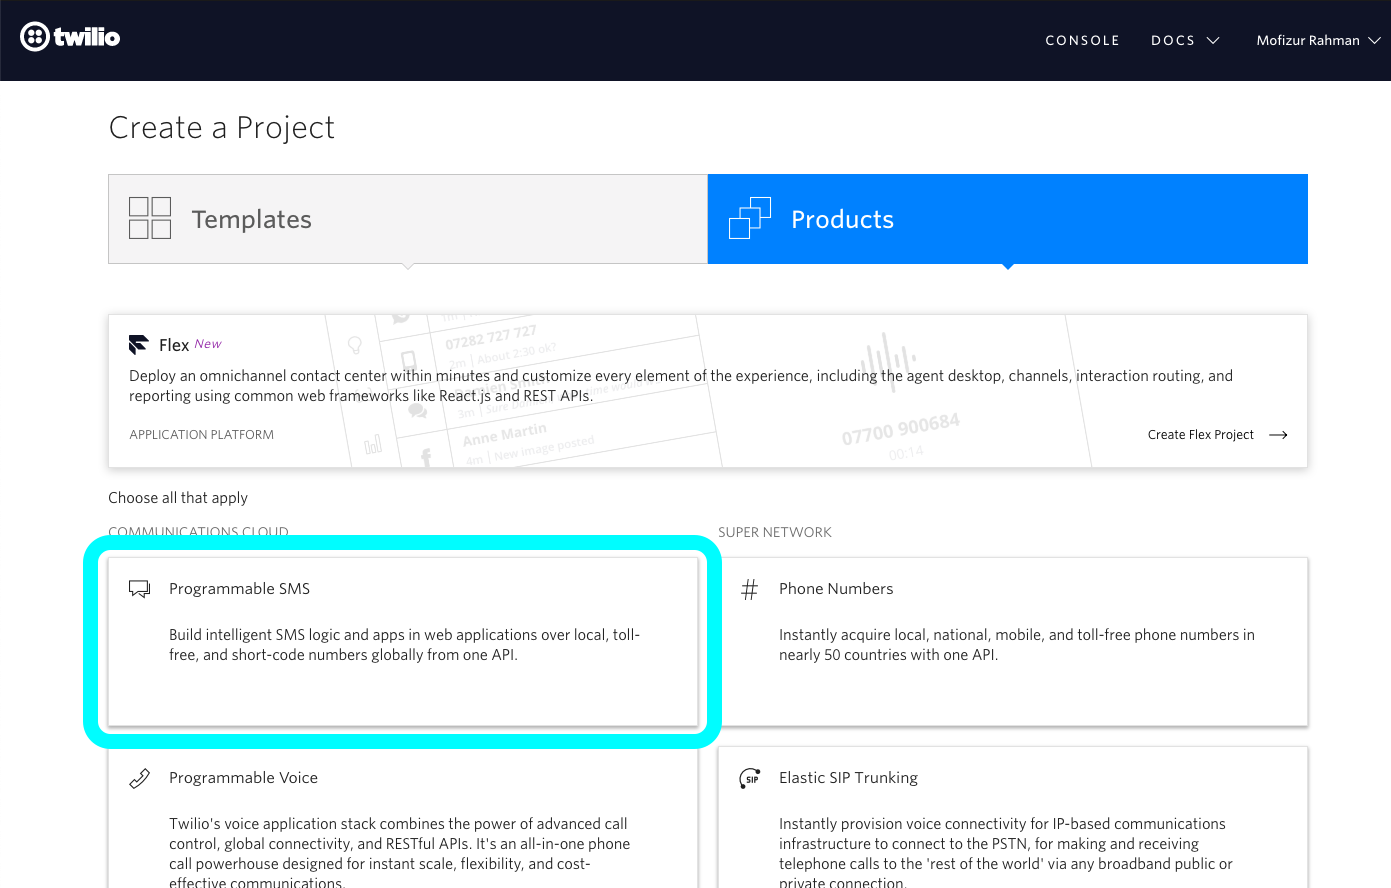 twilio
CONSOLE
DOCS
Mofizur Rahman
Create a Project
Templates
Products
Flex New
Deploy an omnichannel contact center within minutes and customize every element of the experience, including the agent desktop, channels, interaction routing, and
reporting using common web frameworks like React.js and REST APIs.
APPLICATION PLATFORM
Create Flex Project
07282 727 727
2m | About 2:30 ok?
Anne Martin
4m | New image posted
07700 900684
00:14
Choose all that apply
COMMUNICATIONS CLOUD
SUPER NETWORK
Programmable SMS
Build intelligent SMS logic and apps in web applications over local, toll-
free, and short-code numbers globally from one API.
Phone Numbers
Instantly acquire local, national, mobile, and toll-free phone numbers in
nearly 50 countries with one API.
Programmable Voice
Twilio's voice application stack combines the power of advanced call
control, global connectivity, and RESTful APIs. It's an all-in-one phone
call powerhouse designed for instant scale, flexibility, and cost-
effective communications.
SIP
Elastic SIP Trunking
Instantly provision voice connectivity for IP-based communications
infrastructure to connect to the PSTN, for making and receiving
telephone calls to the 'rest of the world' via any broadband public or
private connection.